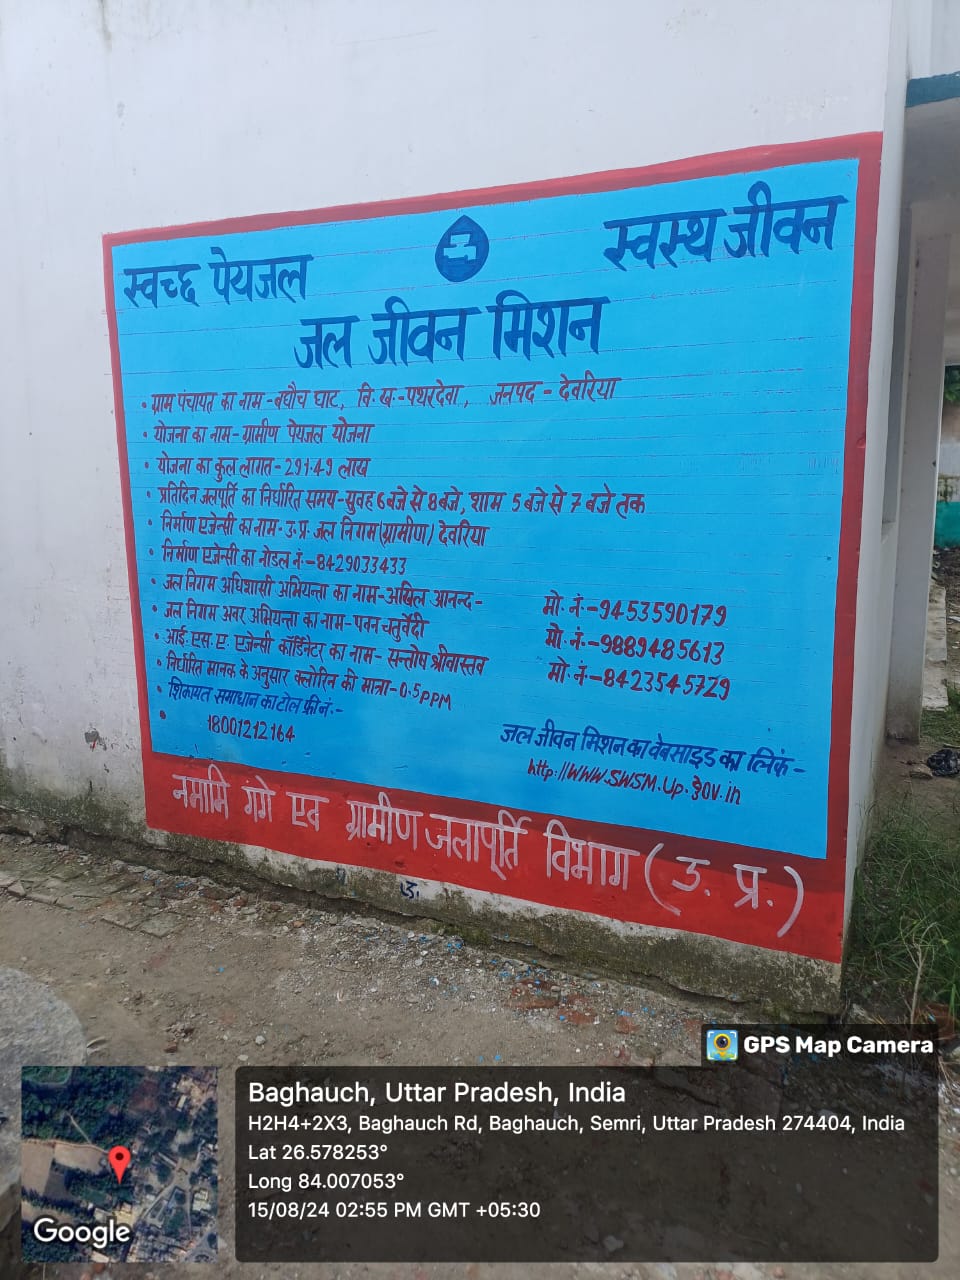 स्वच्छ पेयजल
स्वस्थ जीवन
जल जीवन मिशन
• ग्राम पंचायत का नाम -बघौच घाट, वि. ख.-पथरदेवा, जनपद - देवरिया
• योजना का नाम-ग्रामीण पेयजल योजना
• योजना का कुल लागत-291.49 लाख
• प्रतिदिन जलपूर्ति का निर्धारित समय-सुवह 6 बजे से 8 बजे, शाम 5 बजे से 7 बजे तक
• निर्माण एजेन्सी का नाम- उ.प्र. जल निगम (ग्रामीण) देवरिया
• निर्माण एजेन्सी का नोडल नं.-8429033433
• जल निगम अधिशासी अभियन्ता का नाम-अखिल आनन्द- मो. नं.-9453590179
• जल निगम अवर अभियन्ता का नाम-पवन चतुर्वेदी मो. नं.-9889485613
• आई. एस. ए. एजेन्सी कॉर्डिनेटर का नाम- सन्तोष श्रीवास्तव मो. नं.-8423545729
• निर्धारित मानक के अनुसार क्लोरिन की मात्रा-0.5 PPM
• शिकायत समाधान का टोल फ्री नं.-
• 18001212164
जल जीवन मिशन का वेबसाइड का लिंक-
http://www.SWSM.Up.gov.in
नमामि गंगे एव ग्रामीण जलापूर्ति विभाग (उ. प्र.)
उ.
GPS Map Camera
Baghauch, Uttar Pradesh, India
H2H4+2X3, Baghauch Rd, Baghauch, Semri, Uttar Pradesh 274404, India
Lat 26.578253°
Long 84.007053°
15/08/24 02:55 PM GMT +05:30
Google